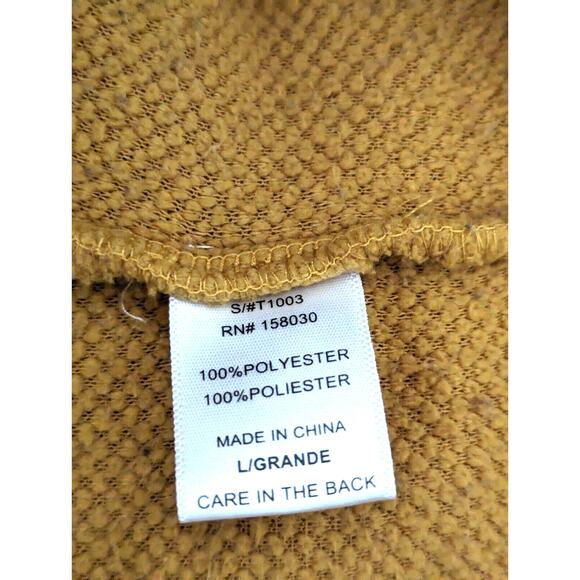 S/#T1003
RN# 158030
100%POLYESTER
100%POLIESTER
MADE IN CHINA
L/GRANDE
CARE IN THE BACK